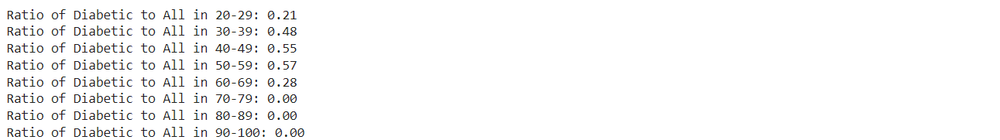 Ratio of Diabetic to All in 20-29: 0.21
Ratio of Diabetic to All in 30-39: 0.48
Ratio of Diabetic to All in 40-49: 0.55
Ratio of Diabetic to All in 50-59: 0.57
Ratio of Diabetic to All in 60-69: 0.28
Ratio of Diabetic to All in 70-79: 0.00
Ratio of Diabetic to All in 80-89: 0.00
Ratio of Diabetic to All in 90-100: 0.00